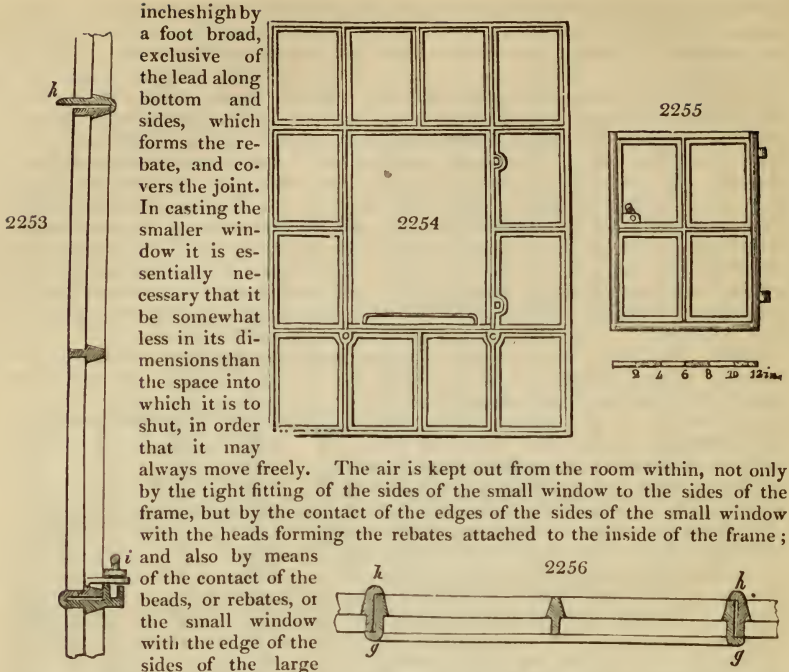 incheshigh by
a foot broad,
exclusive of
the lead along
bottom and
sides, which
forms the re-
bate, and co-
vers the joint.
In casting the
smaller win-
dow it is es-
sentially ne-
cessary that it
be somewhat
less in its di-
mensions than
the space into
which it is to
shut, in order
that it may
always move freely. The air is kept out from the room within, not only
by the tight fitting of the sides of the small window to the sides of the
frame, but by the contact of the edges of the sides of the small window
with the heads forming the rebates attached to the inside of the frame;
and also by means
of the contact of the
beads, or rebates, or
the small window
with the edge of the
sides of the large
h
2253
i
2254
2255
2 4 6 8 10 12in.
2256
h h
g g